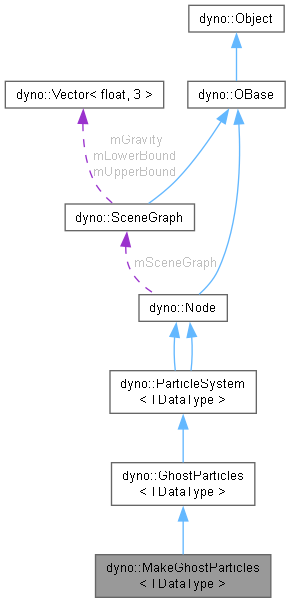 dyno::Object
dyno::Vector< float, 3 >
dyno::OBase
mGravity
mLowerBound
mUpperBound
dyno::SceneGraph
mSceneGraph
dyno::Node
dyno::ParticleSystem
< TDataType >
dyno::GhostParticles
< TDataType >
dyno::MakeGhostParticles
< TDataType >